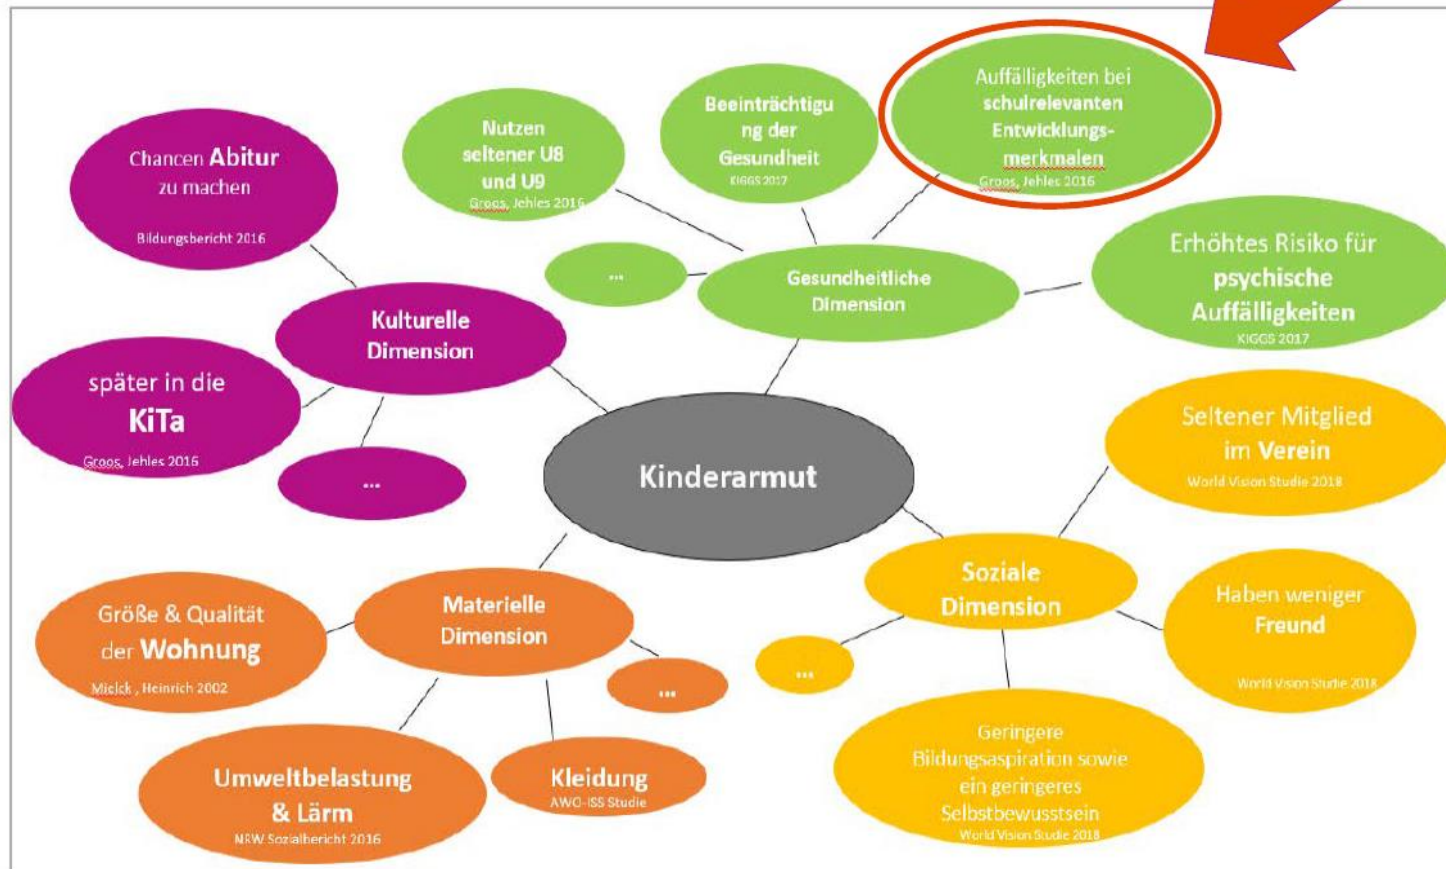 Chancen Abitur
zu machen
Bildungsbericht 2016
Nutzen
seltener U8
und U9
Groos, Jehles 2016
Beeinträchtigu
ng der
Gesundheit
KIGGS 2017
Auffälligkeiten bei
schulrelevanten
Entwicklungs-
merkmalen
Groos, Jehles 2016
Erhöhtes Risiko für
psychische
Auffälligkeiten
KIGGS 2017
...
Gesundheitliche
Dimension
Kulturelle
Dimension
später in die
KiTa
Groos, Jehles 2016
...
Kinderarmut
Seltener Mitglied
im Verein
World Vision Studie 2018
Soziale
Dimension
Haben weniger
Freund
World Vision Studie 2018
...
Geringere
Bildungsaspiration sowie
ein geringeres
Selbstbewusstsein
World Vision Studie 2018
Materielle
Dimension
Größe & Qualität
der Wohnung
Mielck , Heinrich 2002
...
Umweltbelastung
& Lärm
NRW Sozialbericht 2016
Kleidung
AWO-ISS Studie